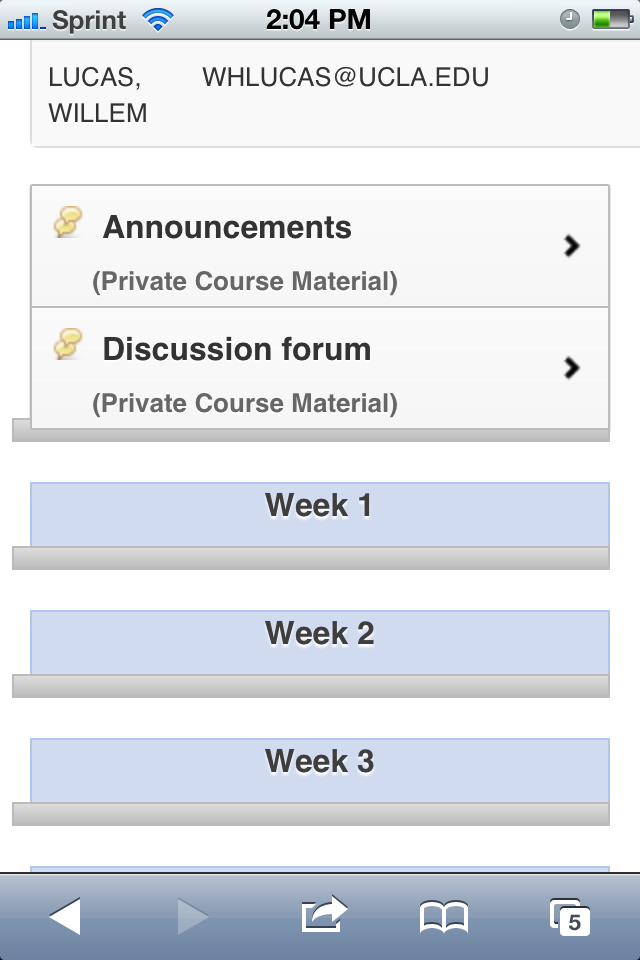 Sprint 2:04 PM
LUCAS, WHLUCAS@UCLA.EDU
WILLEM
Announcements
(Private Course Material)
Discussion forum
(Private Course Material)
Week 1
Week 2
Week 3
5